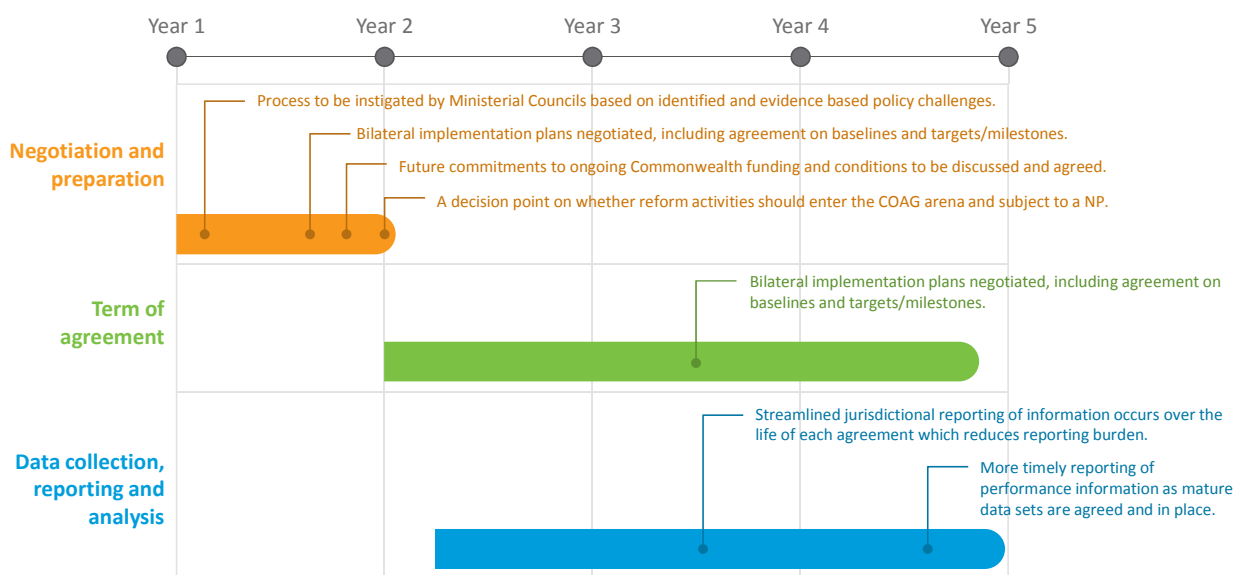 Year 1
Year 2
Year 3
Year 4
Year 5
Negotiation and
preparation
Process to be instigated by Ministerial Councils based on identified and evidence based policy challenges.
Bilateral implementation plans negotiated, including agreement on baselines and targets/milestones.
Future commitments to ongoing Commonwealth funding and conditions to be discussed and agreed.
A decision point on whether reform activities should enter the COAG arena and subject to a NP.
Term of
agreement
Bilateral implementation plans negotiated, including agreement on
baselines and targets/milestones.
Data collection,
reporting and
analysis
Streamlined jurisdictional reporting of information occurs over the
life of each agreement which reduces reporting burden.
More timely reporting of
performance information as mature
data sets are agreed and in place.